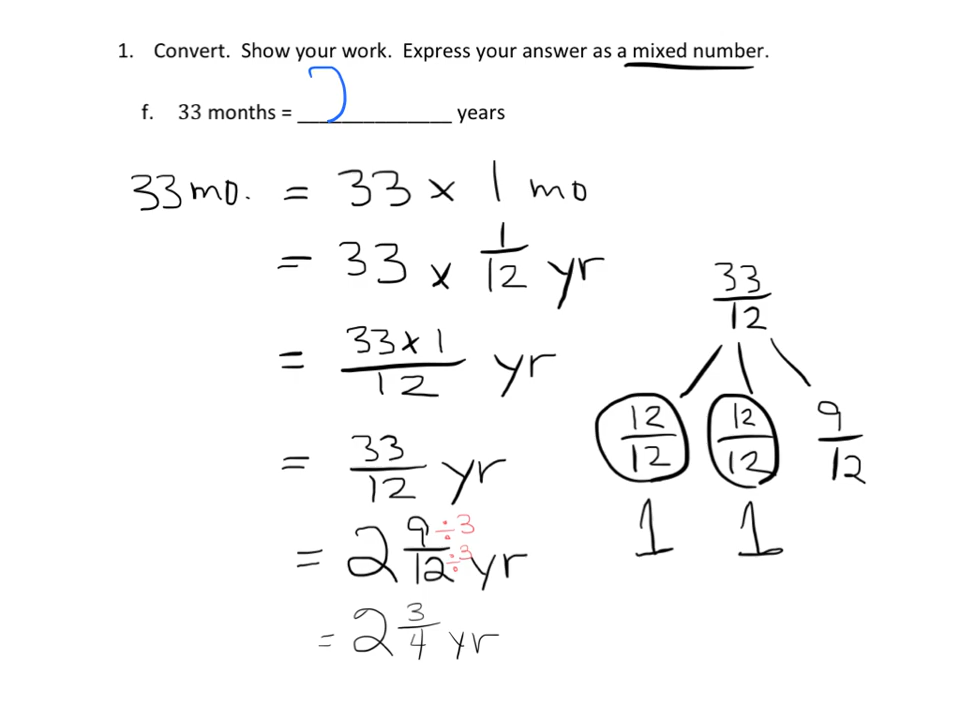 1. Convert. Show your work. Express your answer as a mixed number.
f. 33 months = ______________ years
33 mo. = 33 × 1 mo
= 33 × 1/12 yr
= 33 × 1/12 yr
= 33/12 yr
= 2 9÷3/12÷3 yr
= 2 3/4 yr
33/12
12/12 12/12 9/12
1 1